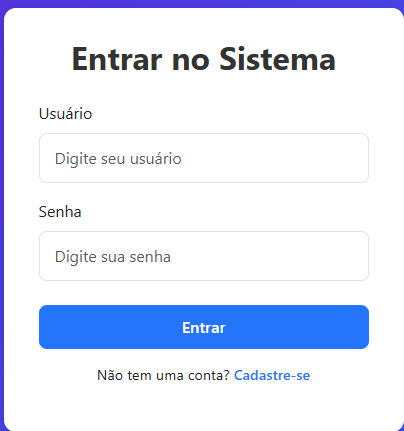 Entrar no Sistema
Usuário
Digite seu usuário
Senha
Digite sua senha
Entrar
Não tem uma conta? Cadastre-se